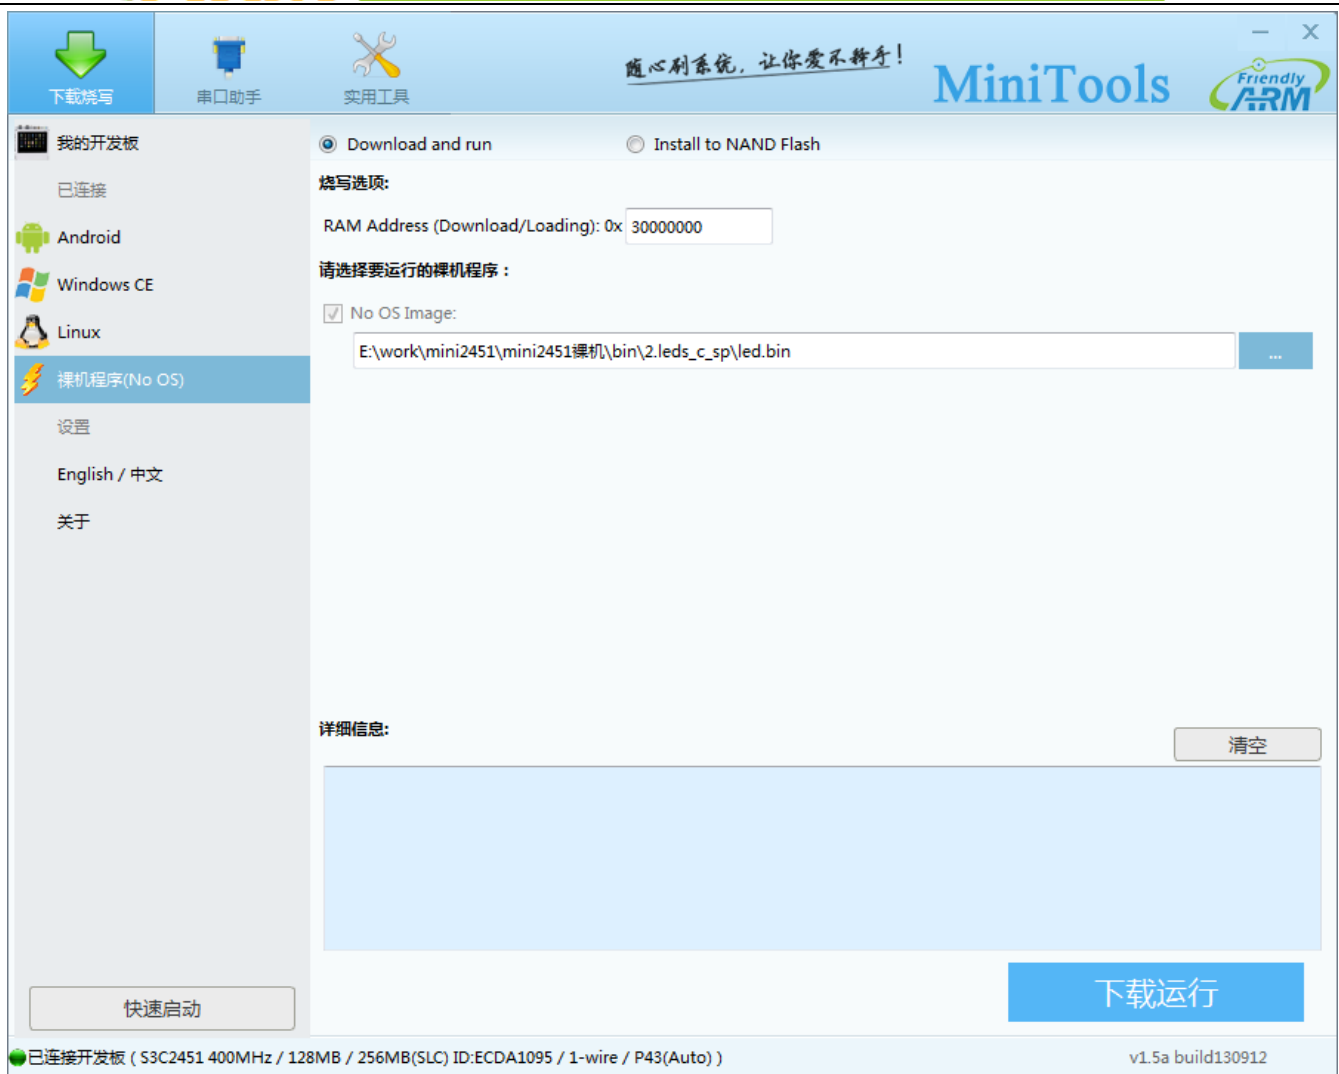 随心刷系统，让你爱不释手！
MiniTools
Friendly ARM
下载烧写
串口助手
实用工具
我的开发板
已连接
Android
Windows CE
Linux
裸机程序(No OS)
设置
English / 中文
关于
快速启动
Download and run
Install to NAND Flash
烧写选项:
RAM Address (Download/Loading): 0x 30000000
请选择要运行的裸机程序：
No OS Image:
E:\work\mini2451\mini2451裸机\bin\2.leds_c_sp\led.bin
...
详细信息:
清空
下载运行
已连接开发板 ( S3C2451 400MHz / 128MB / 256MB(SLC) ID:ECDA1095 / 1-wire / P43(Auto) )
v1.5a build130912